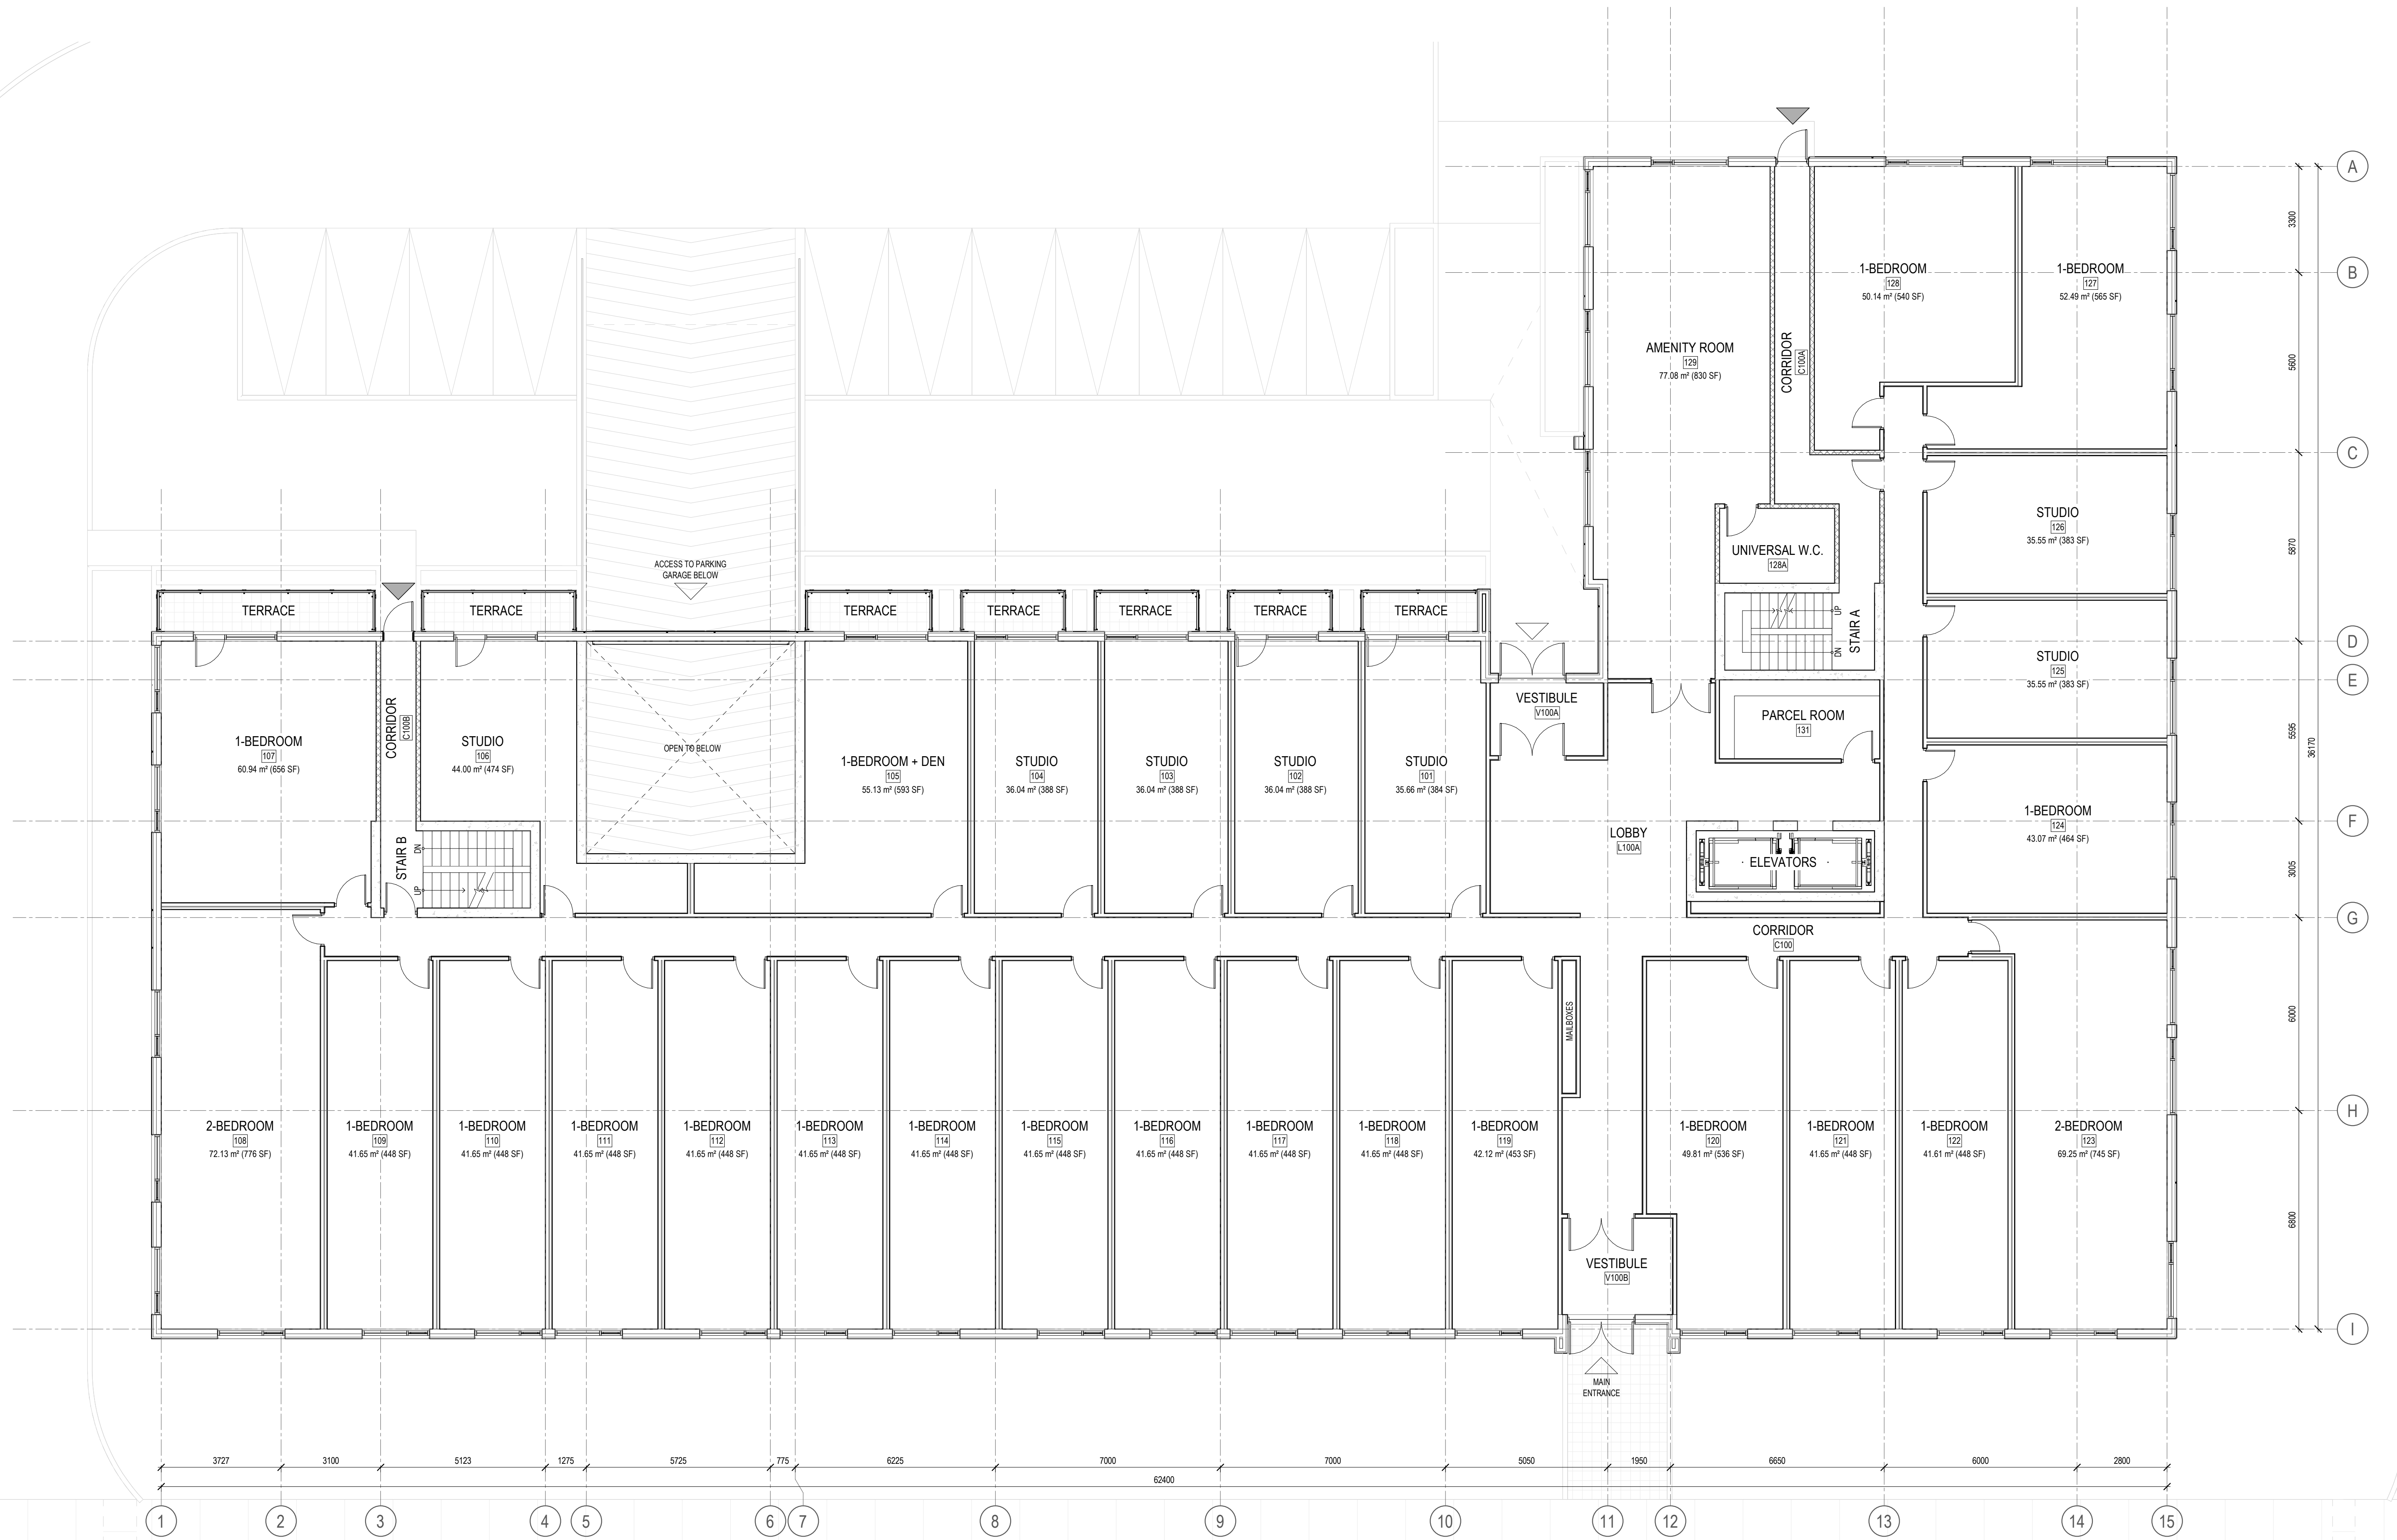 A
3300
1-BEDROOM
128
50.14 m² (540 SF)
1-BEDROOM
127
52.49 m² (565 SF)
B
AMENITY ROOM
129
77.08 m² (830 SF)
CORRIDOR
C100A
5600
C
STUDIO
126
35.55 m² (383 SF)
UNIVERSAL W.C.
128A
5870
36170
ACCESS TO PARKING
GARAGE BELOW
TERRACE
TERRACE
TERRACE
TERRACE
TERRACE
TERRACE
TERRACE
UP
DN
STAIR A
D
STUDIO
125
35.55 m² (383 SF)
E
VESTIBULE
V100A
PARCEL ROOM
131
CORRIDOR
C100B
1-BEDROOM
107
60.94 m² (656 SF)
STUDIO
106
44.00 m² (474 SF)
OPEN TO BELOW
1-BEDROOM + DEN
105
55.13 m² (593 SF)
STUDIO
104
36.04 m² (388 SF)
STUDIO
103
36.04 m² (388 SF)
STUDIO
102
36.04 m² (388 SF)
STUDIO
101
35.66 m² (384 SF)
5595
1-BEDROOM
124
43.07 m² (464 SF)
F
LOBBY
L100A
ELEVATORS
STAIR B
DN
UP
3005
G
CORRIDOR
C100
6000
MAILBOXES
H
2-BEDROOM
108
72.13 m² (776 SF)
1-BEDROOM
109
41.65 m² (448 SF)
1-BEDROOM
110
41.65 m² (448 SF)
1-BEDROOM
111
41.65 m² (448 SF)
1-BEDROOM
112
41.65 m² (448 SF)
1-BEDROOM
113
41.65 m² (448 SF)
1-BEDROOM
114
41.65 m² (448 SF)
1-BEDROOM
115
41.65 m² (448 SF)
1-BEDROOM
116
41.65 m² (448 SF)
1-BEDROOM
117
41.65 m² (448 SF)
1-BEDROOM
118
41.65 m² (448 SF)
1-BEDROOM
119
42.12 m² (453 SF)
1-BEDROOM
120
49.81 m² (536 SF)
1-BEDROOM
121
41.65 m² (448 SF)
1-BEDROOM
122
41.61 m² (448 SF)
2-BEDROOM
123
69.25 m² (745 SF)
6800
VESTIBULE
V100B
I
MAIN
ENTRANCE
3727
3100
5123
1275
5725
775
6225
7000
7000
5050
1950
6650
6000
2800
62400
1
2
3
4
5
6
7
8
9
10
11
12
13
14
15